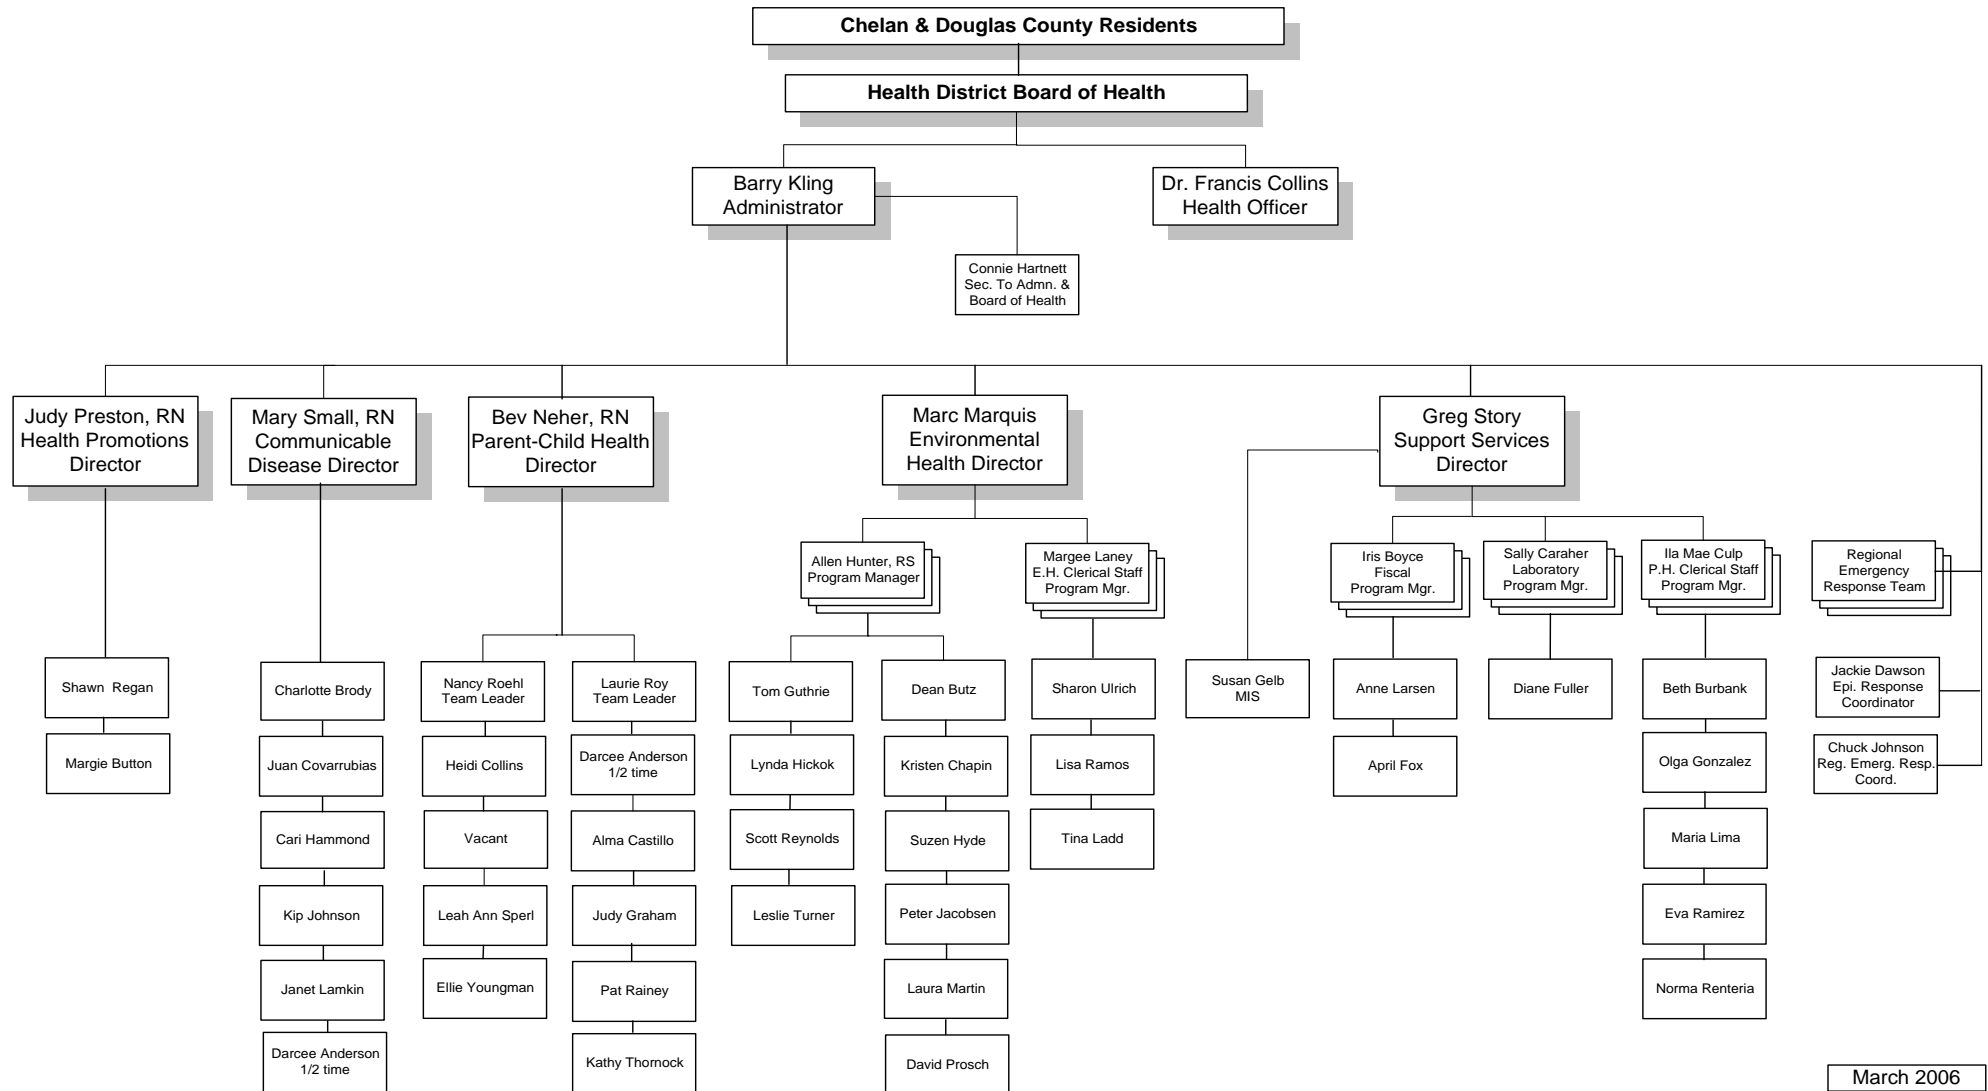 Chelan & Douglas County Residents
Health District Board of Health
Barry Kling
Administrator
Dr. Francis Collins
Health Officer
Connie Hartnett
Sec. To Admn. &
Board of Health
Judy Preston, RN
Health Promotions
Director
Mary Small, RN
Communicable
Disease Director
Bev Neher, RN
Parent-Child Health
Director
Marc Marquis
Environmental
Health Director
Greg Story
Support Services
Director
Allen Hunter, RS
Program Manager
Margee Laney
E.H. Clerical Staff
Program Mgr.
Iris Boyce
Fiscal
Program Mgr.
Sally Caraher
Laboratory
Program Mgr.
Ila Mae Culp
P.H. Clerical Staff
Program Mgr.
Regional
Emergency
Response Team
Shawn Regan
Margie Button
Charlotte Brody
Juan Covarrubias
Cari Hammond
Kip Johnson
Janet Lamkin
Darcee Anderson
1/2 time
Nancy Roehl
Team Leader
Heidi Collins
Vacant
Leah Ann Sperl
Ellie Youngman
Laurie Roy
Team Leader
Darcee Anderson
1/2 time
Alma Castillo
Judy Graham
Pat Rainey
Kathy Thornock
Tom Guthrie
Lynda Hickok
Scott Reynolds
Leslie Turner
Dean Butz
Kristen Chapin
Suzen Hyde
Peter Jacobsen
Laura Martin
David Prosch
Sharon Ulrich
Lisa Ramos
Tina Ladd
Susan Gelb
MIS
Anne Larsen
April Fox
Diane Fuller
Beth Burbank
Olga Gonzalez
Maria Lima
Eva Ramirez
Norma Renteria
Jackie Dawson
Epi. Response
Coordinator
Chuck Johnson
Reg. Emerg. Resp.
Coord.
March 2006